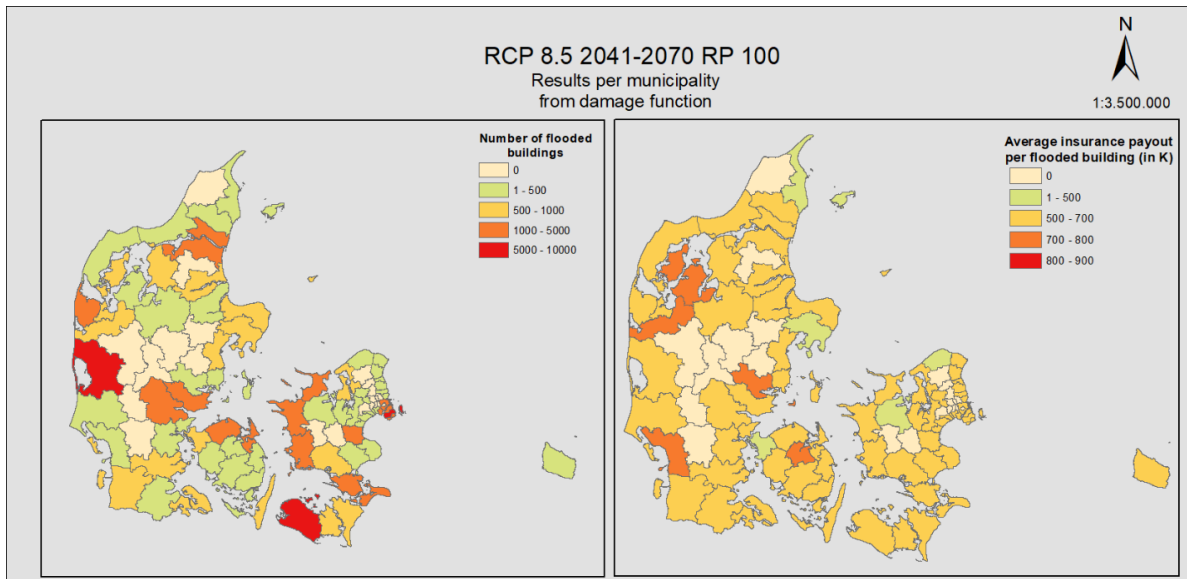 RCP 8.5 2041-2070 RP 100
Results per municipality
from damage function
N
1:3.500.000
Number of flooded
buildings
0
1 - 500
500 - 1000
1000 - 5000
5000 - 10000
Average insurance payout
per flooded building (in K)
0
1 - 500
500 - 700
700 - 800
800 - 900